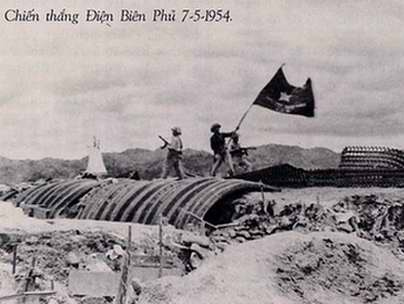 Chiến thắng Điện Biên Phủ 7-5-1954.